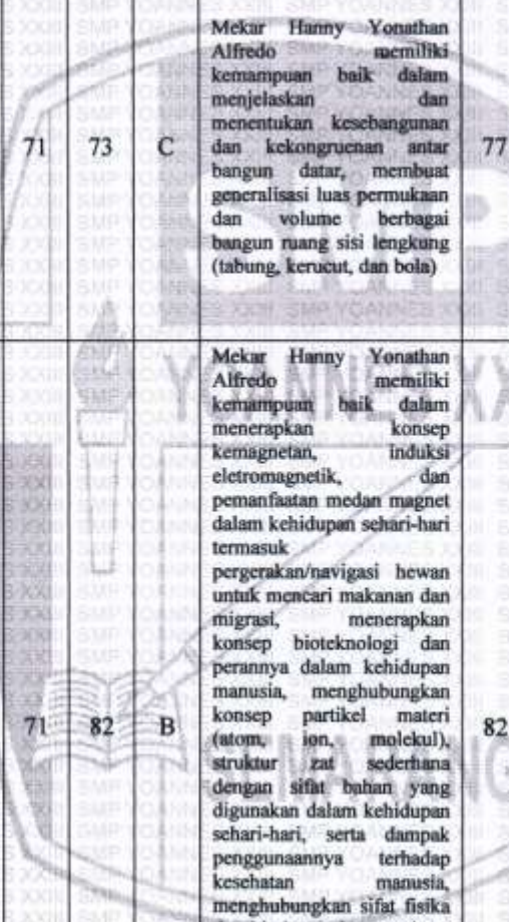 Mekar Hanny Yonathan
Alfredo memiliki
kemampuan baik dalam
menjelaskan dan
menentukan kesebangunan
71 73 C dan kekongruenan antar 77
bangun datar, membuat
generalisasi luas permukaan
dan volume berbagai
bangun ruang sisi lengkung
(tabung, kerucut, dan bola)
Mekar Hanny Yonathan
Alfredo memiliki
kemampuan baik dalam
menerapkan konsep
kemagnetan, induksi
eletromagnetik, dan
pemanfaatan medan magnet
dalam kehidupan sehari-hari
termasuk
pergerakan/navigasi hewan
untuk mencari makanan dan
migrasi, menerapkan
konsep bioteknologi dan
perannya dalam kehidupan
manusia, menghubungkan
konsep partikel materi
71 82 B (atom, ion, molekul), 82
struktur zat sederhana
dengan sifat bahan yang
digunakan dalam kehidupan
sehari-hari, serta dampak
penggunaannya terhadap
kesehatan manusia,
menghubungkan sifat fisika
SMP
YOANNES XX
SEMARANG